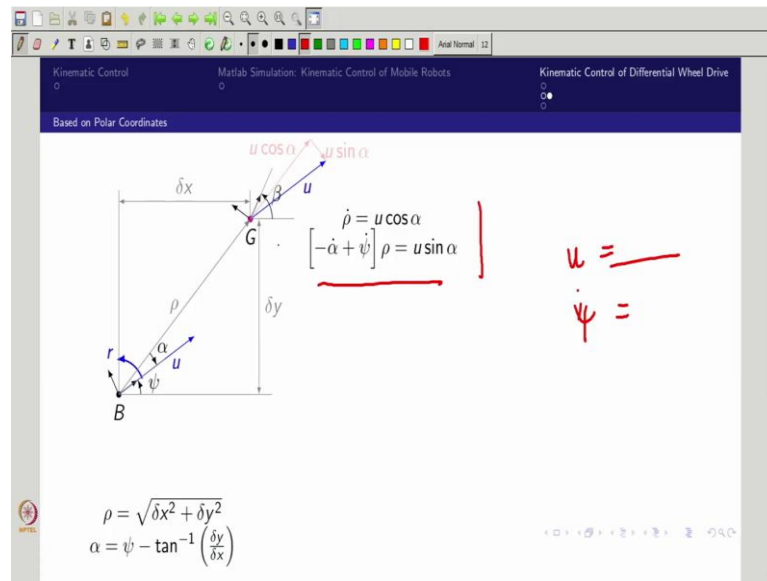 T
Arial Normal 12
Kinematic Control
Matlab Simulation: Kinematic Control of Mobile Robots
Kinematic Control of Differential Wheel Drive
Based on Polar Coordinates
u cos α
u sin α
δx
β
u
G
ρ̇ = u cos α
[−α̇ + ψ̇] ρ = u sin α
u =
ψ̇ =
ρ
δy
r
α
u
ψ
B
ρ = √(δx² + δy²)
α = ψ − tan⁻¹(δy/δx)
NPTEL